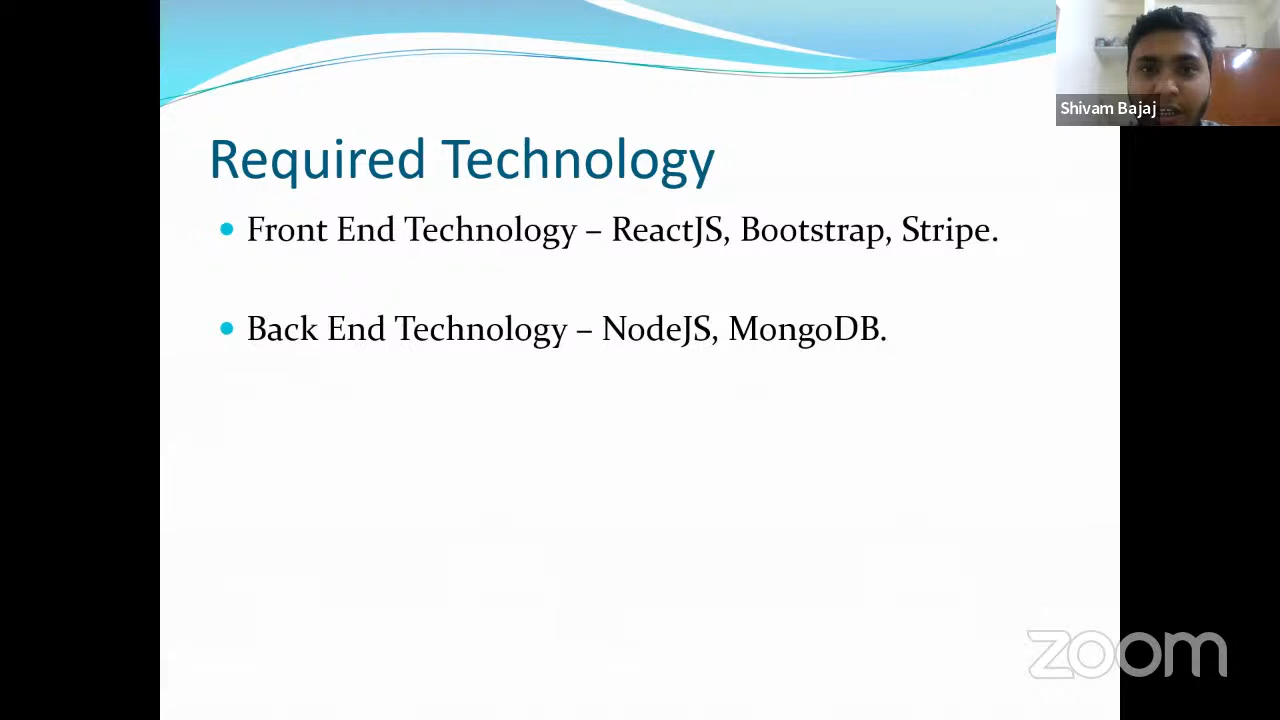 Shivam Bajaj
Required Technology
• Front End Technology – ReactJS, Bootstrap, Stripe.
• Back End Technology – NodeJS, MongoDB.
zoom